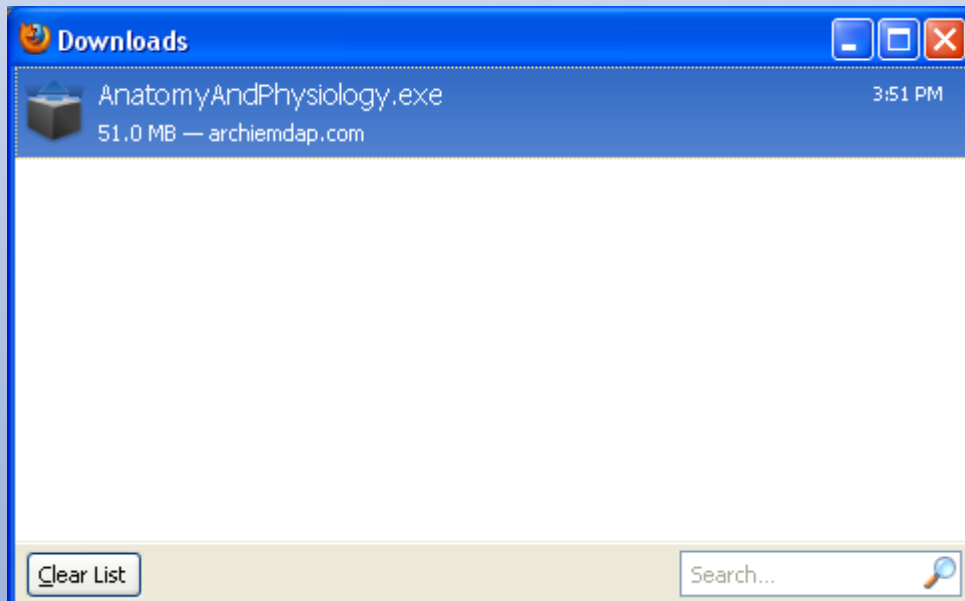 Downloads
AnatomyAndPhysiology.exe
3:51 PM
51.0 MB — archiemdap.com
Clear List
Search...